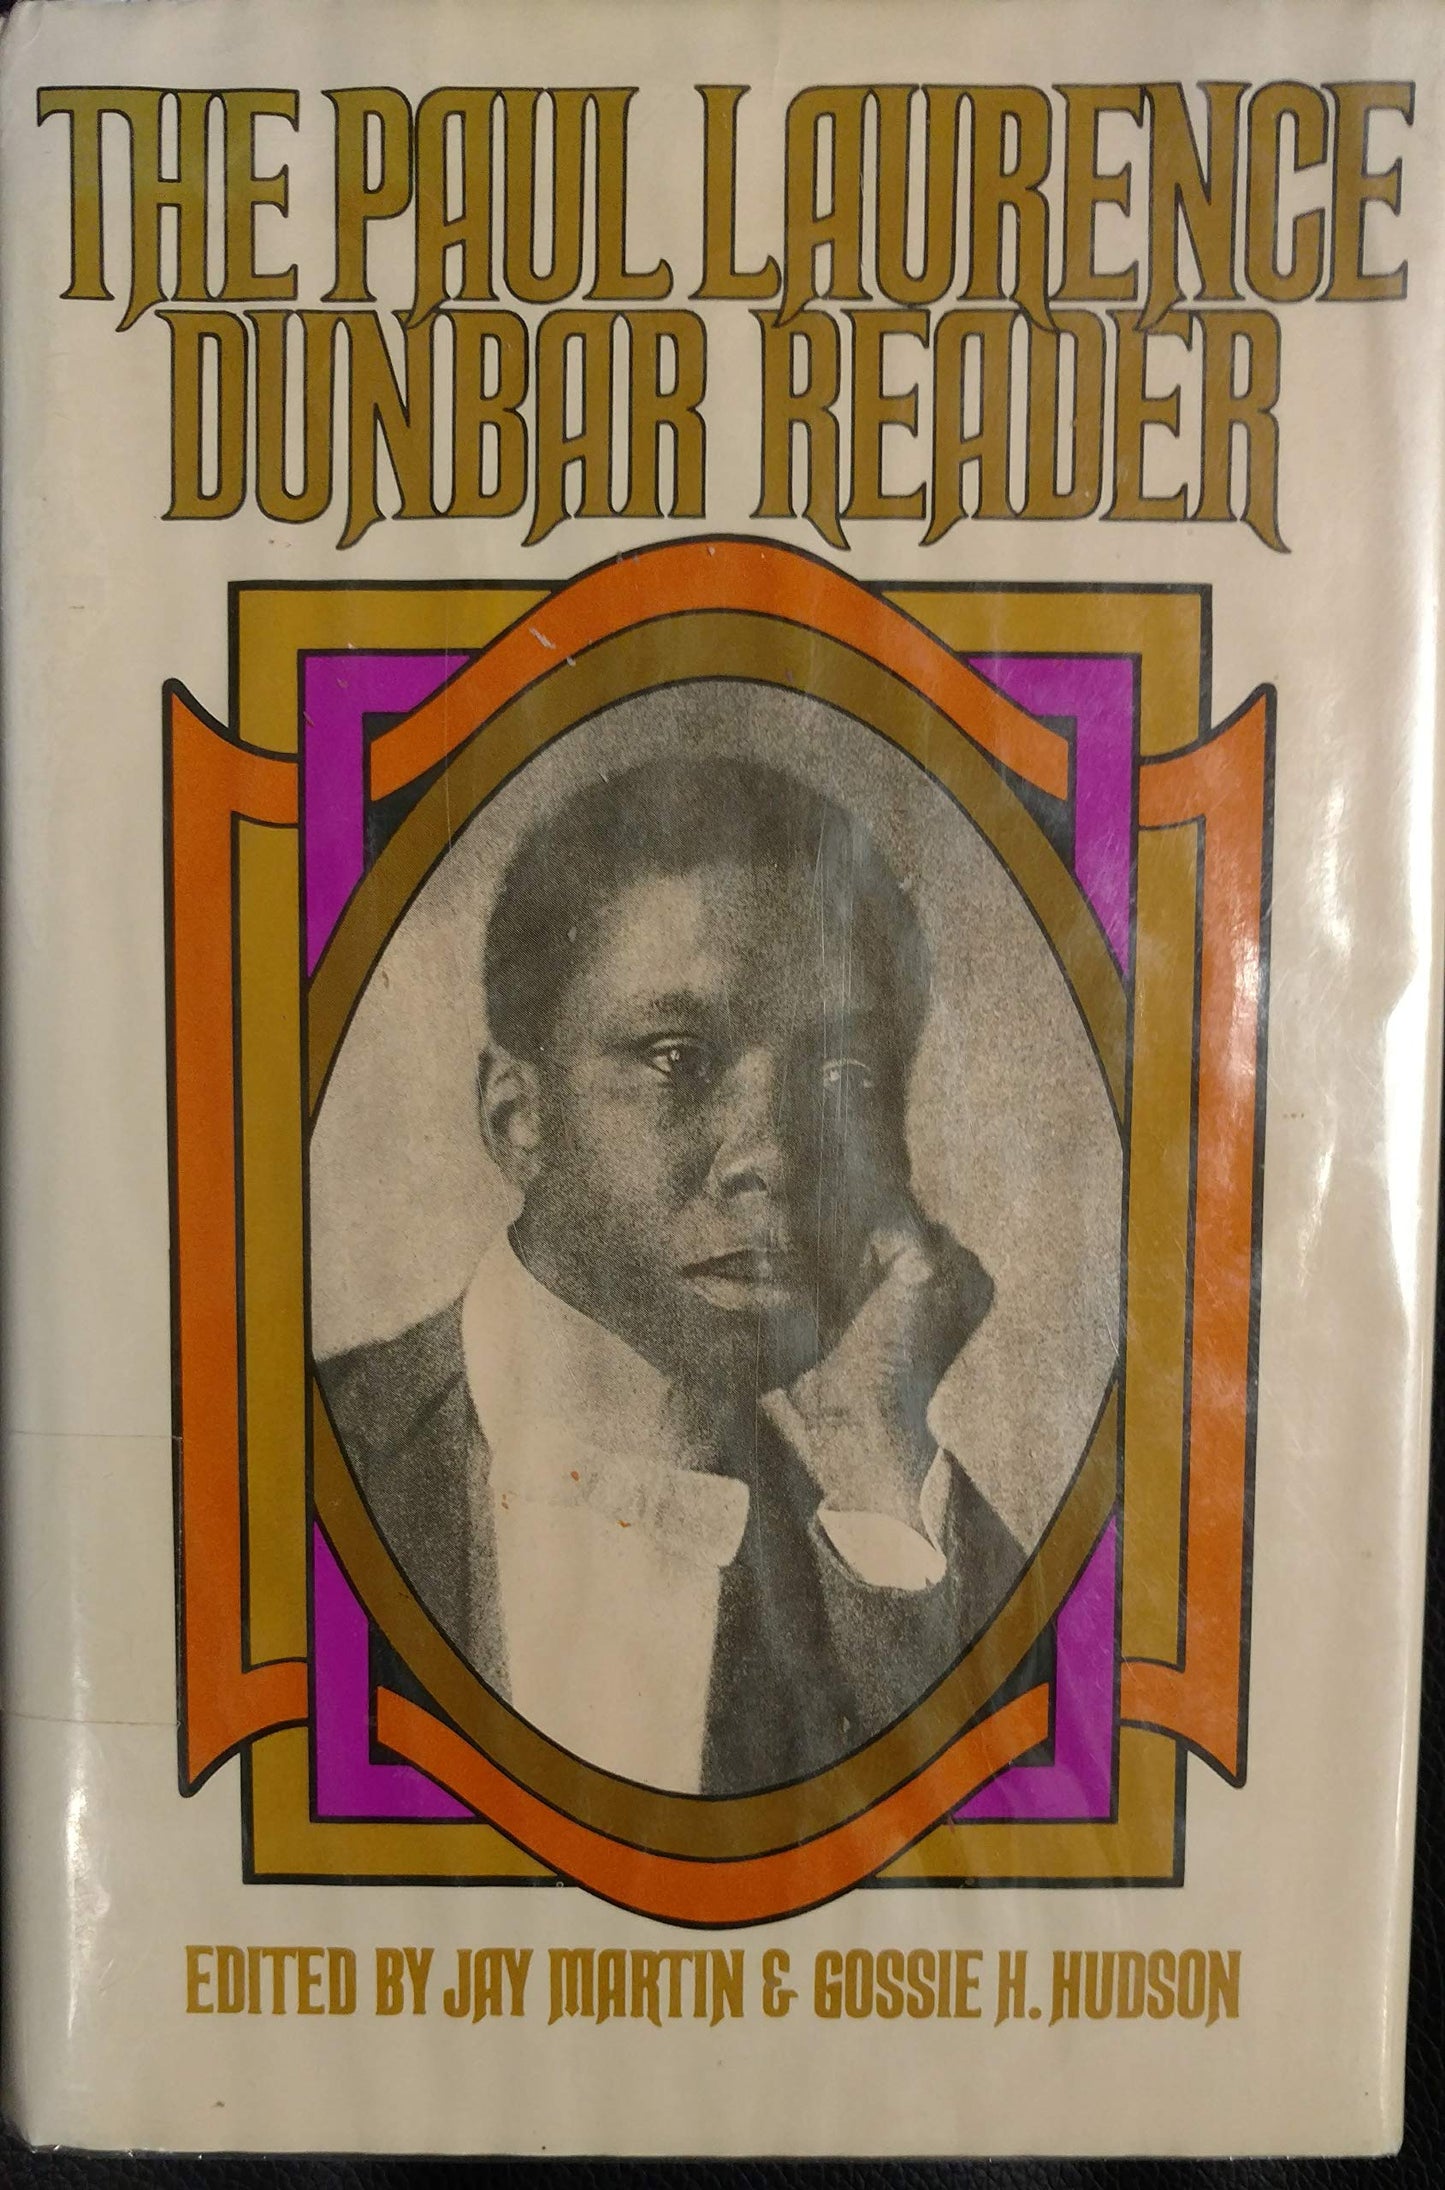 THE PAUL LAURENCE
DUNBAR READER
EDITED BY JAY MARTIN & GOSSIE H. HUDSON